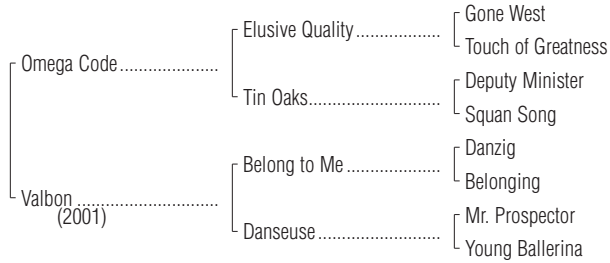 Gone West
Elusive Quality
Touch of Greatness
Omega Code
Deputy Minister
Tin Oaks
Squan Song
Danzig
Belong to Me
Belonging
Valbon
(2001)
Mr. Prospector
Danseuse
Young Ballerina